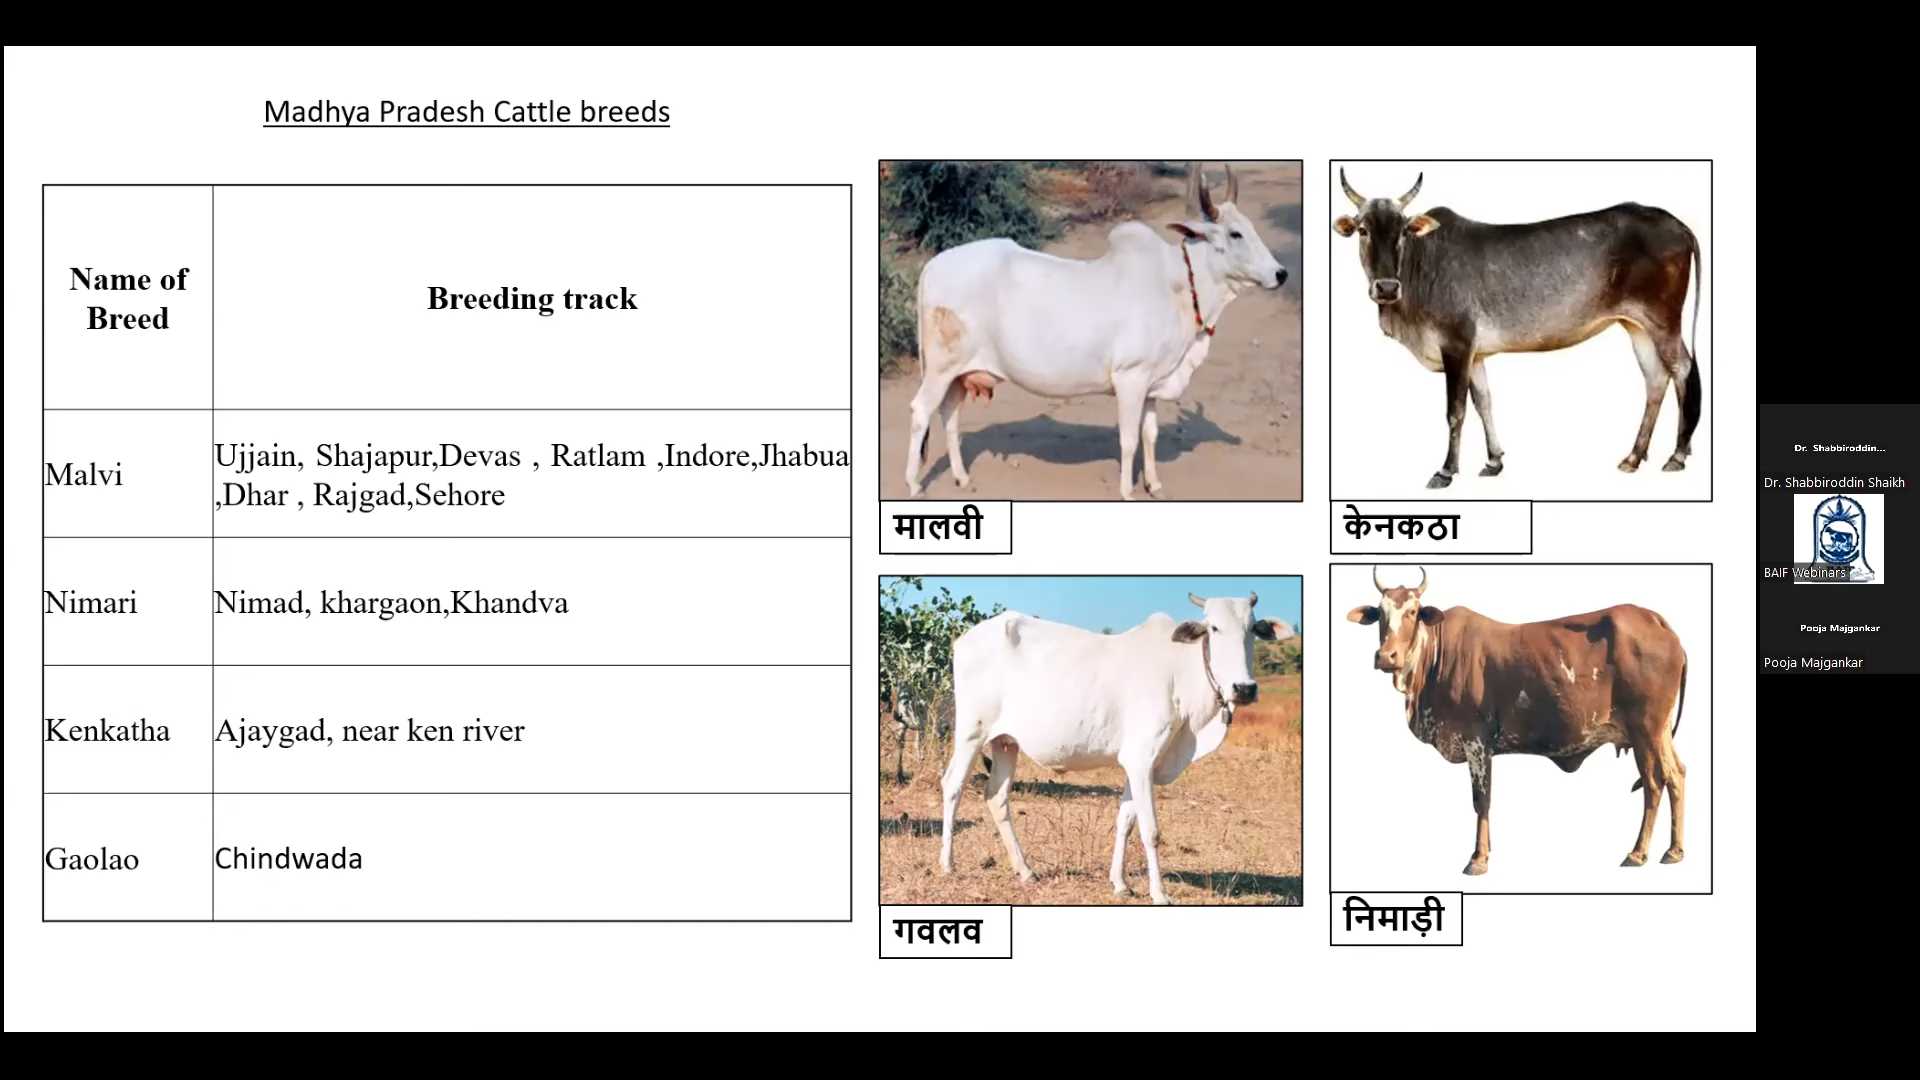 Madhya Pradesh Cattle breeds
Name of
Breed
Breeding track
Malvi
Ujjain, Shajapur,Devas , Ratlam ,Indore,Jhabua
,Dhar , Rajgad,Sehore
Nimari
Nimad, khargaon,Khandva
Kenkatha
Ajaygad, near ken river
Gaolao
Chindwada
मालवी
केनकठा
गवलव
निमाड़ी
Dr. Shabbiroddin...
Dr. Shabbiroddin Shaikh
BAIF Webinars
Pooja Majgankar
Pooja Majgankar